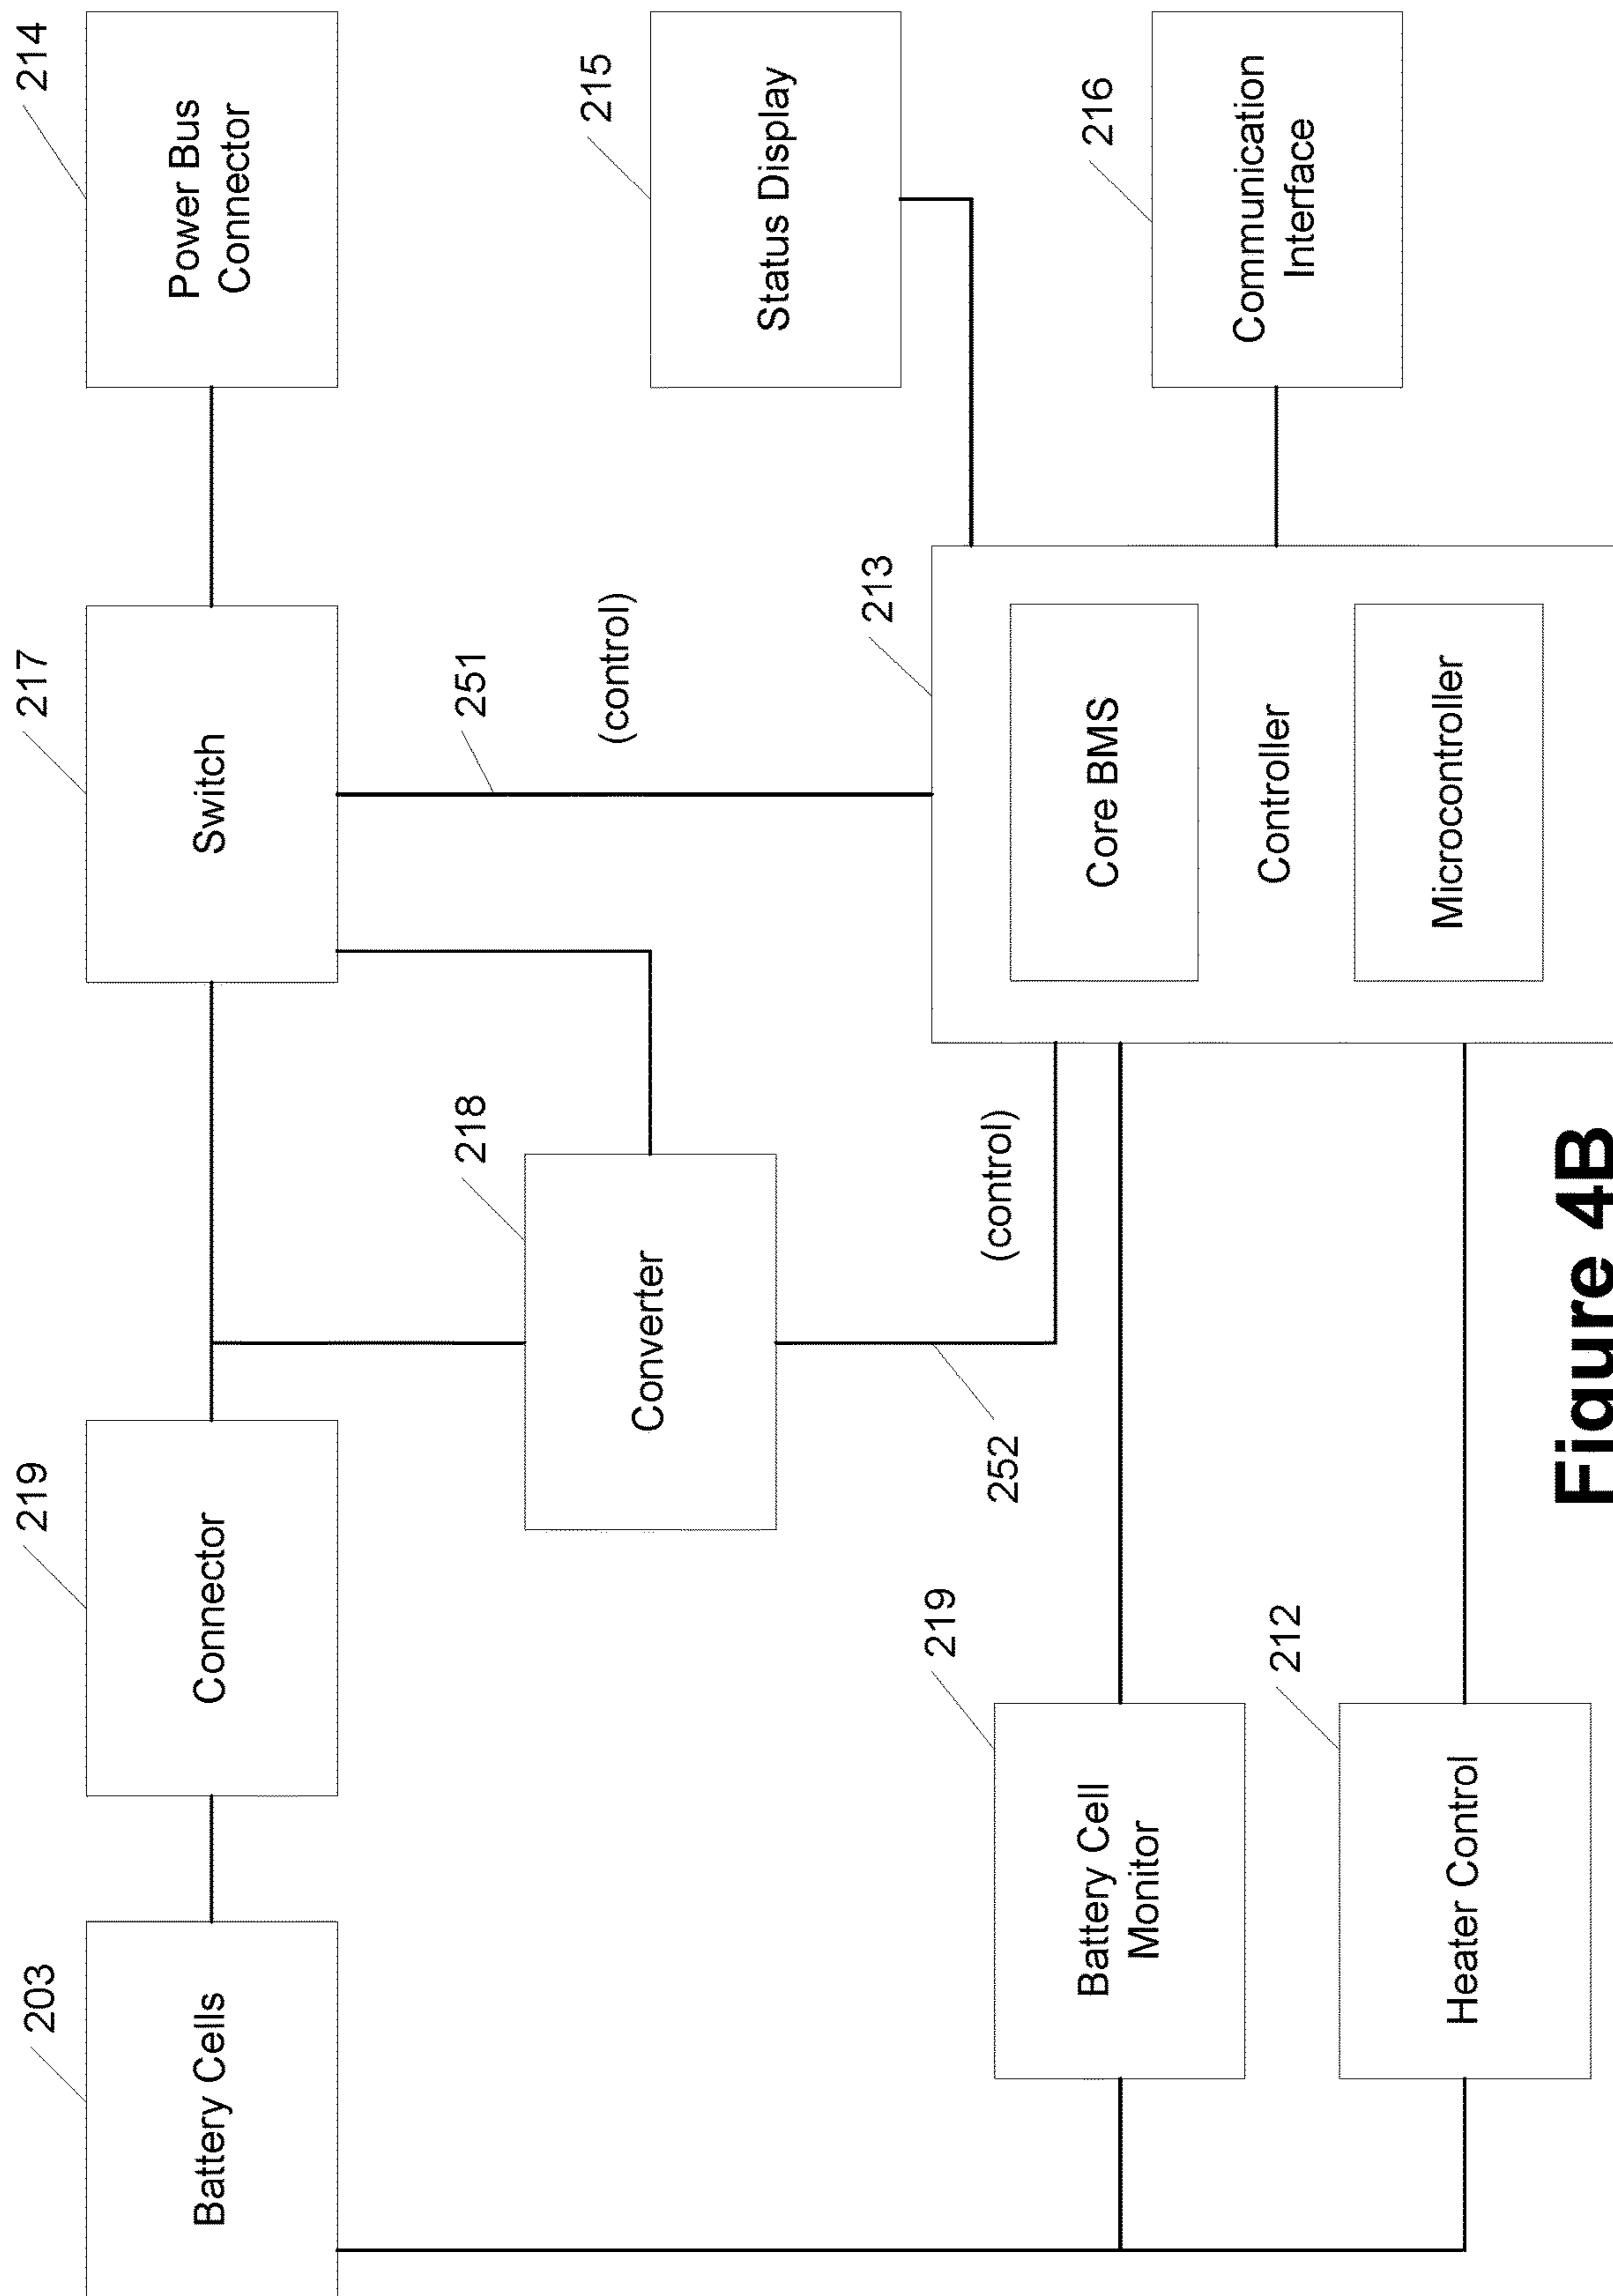 203
Battery Cells
219
Connector
217
Switch
214
Power Bus
Connector
218
Converter
251
(control)
215
Status Display
252
(control)
213
Core BMS
Controller
Microcontroller
216
Communication
Interface
219
Battery Cell
Monitor
212
Heater Control
Figure 4B